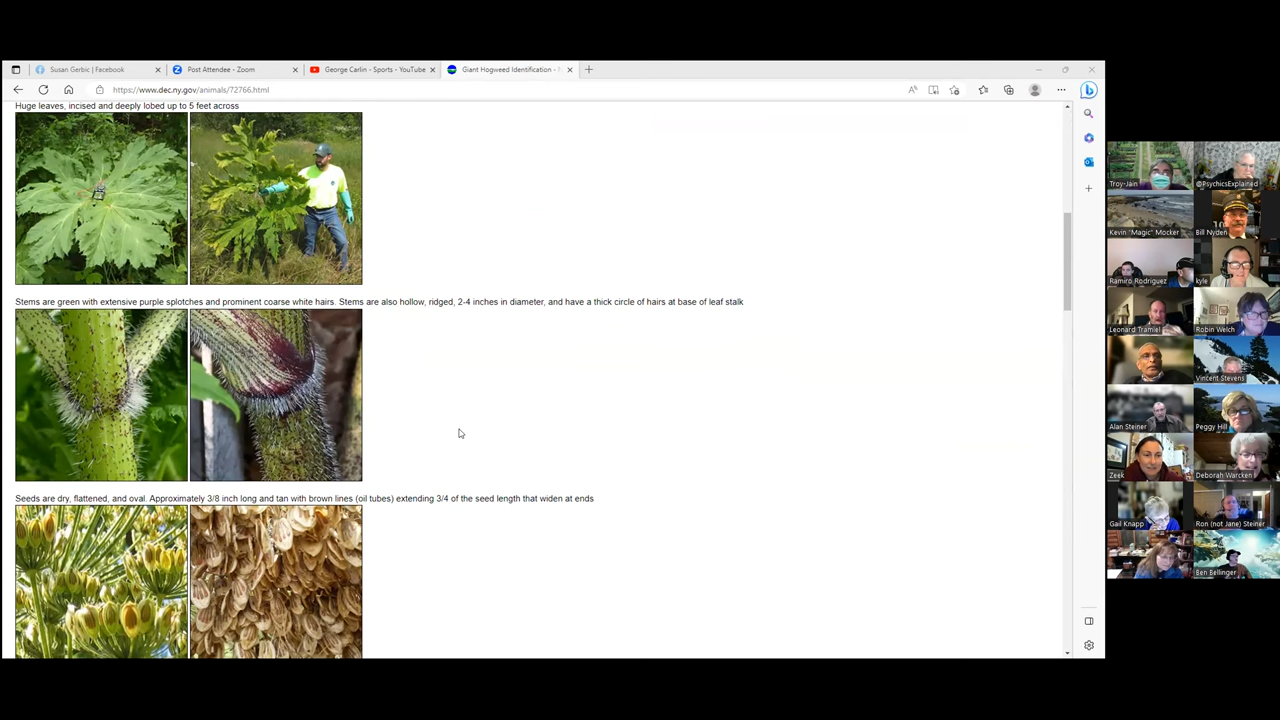 Susan Gerbic | Facebook
Post Attendee - Zoom
George Carlin - Sports - YouTube
Giant Hogweed Identification -
https://www.dec.ny.gov/animals/72766.html
Huge leaves, incised and deeply lobed up to 5 feet across
Stems are green with extensive purple splotches and prominent coarse white hairs. Stems are also hollow, ridged, 2-4 inches in diameter, and have a thick circle of hairs at base of leaf stalk
Seeds are dry, flattened, and oval. Approximately 3/8 inch long and tan with brown lines (oil tubes) extending 3/4 of the seed length that widen at ends
Troy-Jain
@PsychicsExplained
Kevin "Magic" Mocker
Bill Nyden
Ramiro Rodriguez
kyle
Leonard Tramiel
Robin Welch
Vincent Stevens
Alan Steiner
Peggy Hill
Zeek
Deborah Warcken
Gail Knapp
Ron (not Jane) Steiner
Ben Bellinger